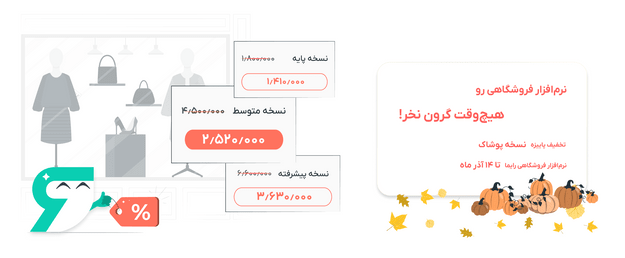 نرم‌افزار فروشگاهی رو
هیچ‌وقت گرون نخر!
تخفیف پاییزه نسخه پوشاک
نرم‌افزار فروشگاهی رایما تا ۱۴ آذر ماه
نسخه پایه ۱٫۸۰۰٫۰۰۰
۱٫۴۱۰٫۰۰۰
نسخه متوسط ۴٫۵۰۰٫۰۰۰
۲٫۵۲۰٫۰۰۰
نسخه پیشرفته ۶٫۶۰۰٫۰۰۰
۳٫۶۳۰٫۰۰۰
%